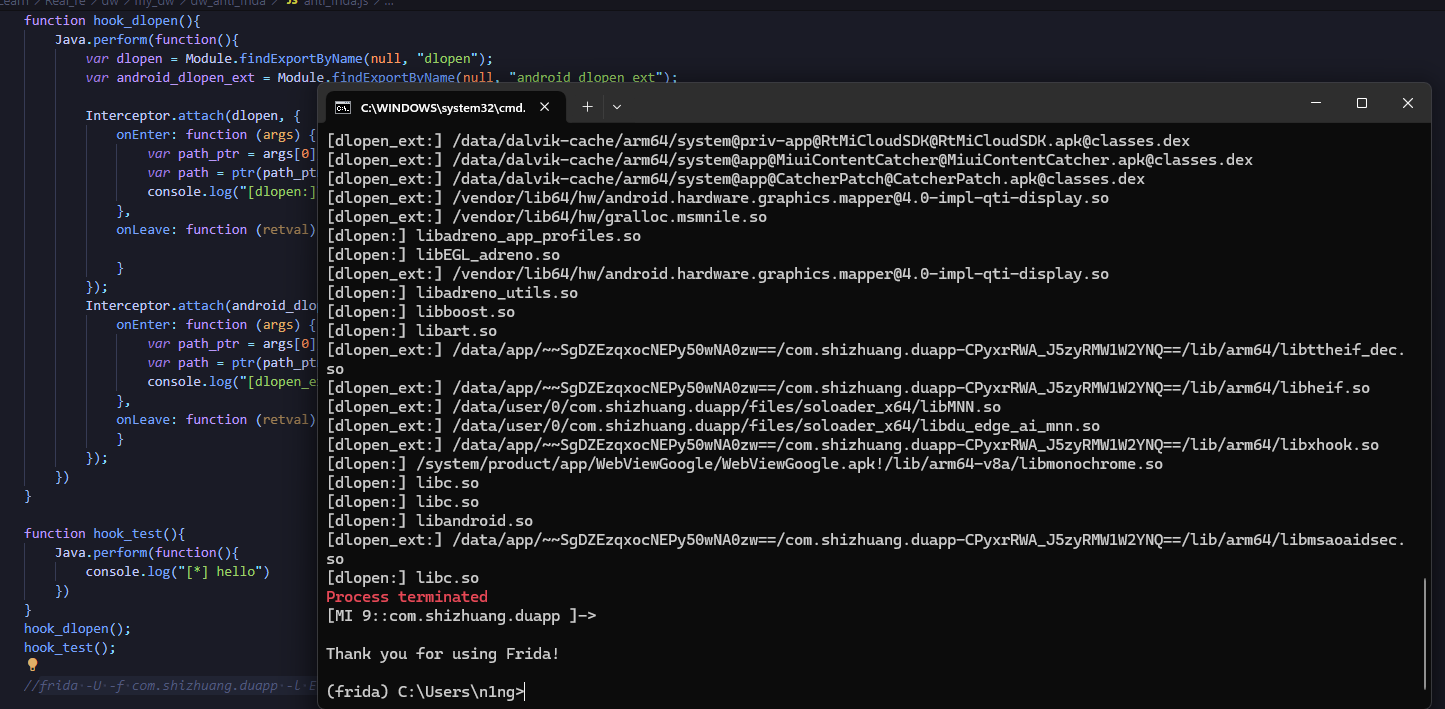 Learn / Real_re / dw / my_dw / dw_anti_frida / JS anti_frida.js / ...
function hook_dlopen(){
Java.perform(function(){
var dlopen = Module.findExportByName(null, "dlopen");
var android_dlopen_ext = Module.findExportByName(null, "android_dlopen_ext");
Interceptor.attach(dlopen, {
onEnter: function (args) {
var path_ptr = args[0]
var path = ptr(path_pt
console.log("[dlopen:]
},
onLeave: function (retval)
}
});
Interceptor.attach(android_dlo
onEnter: function (args) {
var path_ptr = args[0]
var path = ptr(path_pt
console.log("[dlopen_e
},
onLeave: function (retval)
}
});
})
}
function hook_test(){
Java.perform(function(){
console.log("[*] hello")
})
}
hook_dlopen();
hook_test();
//frida -U -f com.shizhuang.duapp -l E
C:\WINDOWS\system32\cmd.
[dlopen_ext:] /data/dalvik-cache/arm64/system@priv-app@RtMiCloudSDK@RtMiCloudSDK.apk@classes.dex
[dlopen_ext:] /data/dalvik-cache/arm64/system@app@MiuiContentCatcher@MiuiContentCatcher.apk@classes.dex
[dlopen_ext:] /data/dalvik-cache/arm64/system@app@CatcherPatch@CatcherPatch.apk@classes.dex
[dlopen_ext:] /vendor/lib64/hw/android.hardware.graphics.mapper@4.0-impl-qti-display.so
[dlopen_ext:] /vendor/lib64/hw/gralloc.msmnile.so
[dlopen:] libadreno_app_profiles.so
[dlopen:] libEGL_adreno.so
[dlopen_ext:] /vendor/lib64/hw/android.hardware.graphics.mapper@4.0-impl-qti-display.so
[dlopen:] libadreno_utils.so
[dlopen:] libboost.so
[dlopen:] libart.so
[dlopen_ext:] /data/app/~~SgDZEzqxocNEPy50wNA0zw==/com.shizhuang.duapp-CPyxrRWA_J5zyRMW1W2YNQ==/lib/arm64/libttheif_dec.
so
[dlopen_ext:] /data/app/~~SgDZEzqxocNEPy50wNA0zw==/com.shizhuang.duapp-CPyxrRWA_J5zyRMW1W2YNQ==/lib/arm64/libheif.so
[dlopen_ext:] /data/user/0/com.shizhuang.duapp/files/soloader_x64/libMNN.so
[dlopen_ext:] /data/user/0/com.shizhuang.duapp/files/soloader_x64/libdu_edge_ai_mnn.so
[dlopen_ext:] /data/app/~~SgDZEzqxocNEPy50wNA0zw==/com.shizhuang.duapp-CPyxrRWA_J5zyRMW1W2YNQ==/lib/arm64/libxhook.so
[dlopen:] /system/product/app/WebViewGoogle/WebViewGoogle.apk!/lib/arm64-v8a/libmonochrome.so
[dlopen:] libc.so
[dlopen:] libc.so
[dlopen:] libandroid.so
[dlopen_ext:] /data/app/~~SgDZEzqxocNEPy50wNA0zw==/com.shizhuang.duapp-CPyxrRWA_J5zyRMW1W2YNQ==/lib/arm64/libmsaoaidsec.
so
[dlopen:] libc.so
Process terminated
[MI 9::com.shizhuang.duapp ]->
Thank you for using Frida!
(frida) C:\Users\n1ng>